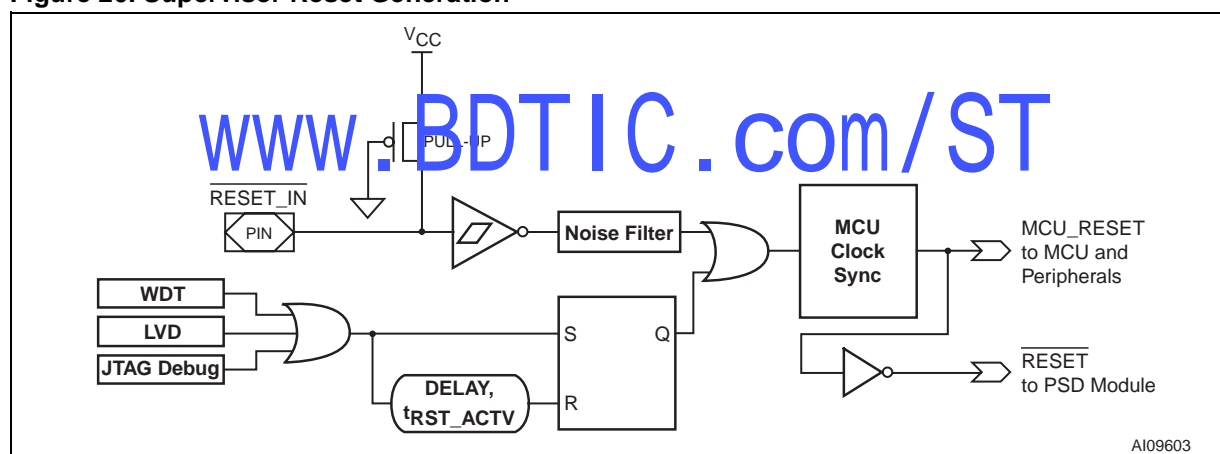 Figure 20. Supervisor Reset Generation
VCC
www.BDTIC.com/ST
PULL-UP
RESET_IN
PIN
Noise Filter
MCU
Clock
Sync
MCU_RESET
to MCU and
Peripherals
WDT
LVD
JTAG Debug
S
Q
R
DELAY,
tRST_ACTV
RESET
to PSD Module
AI09603